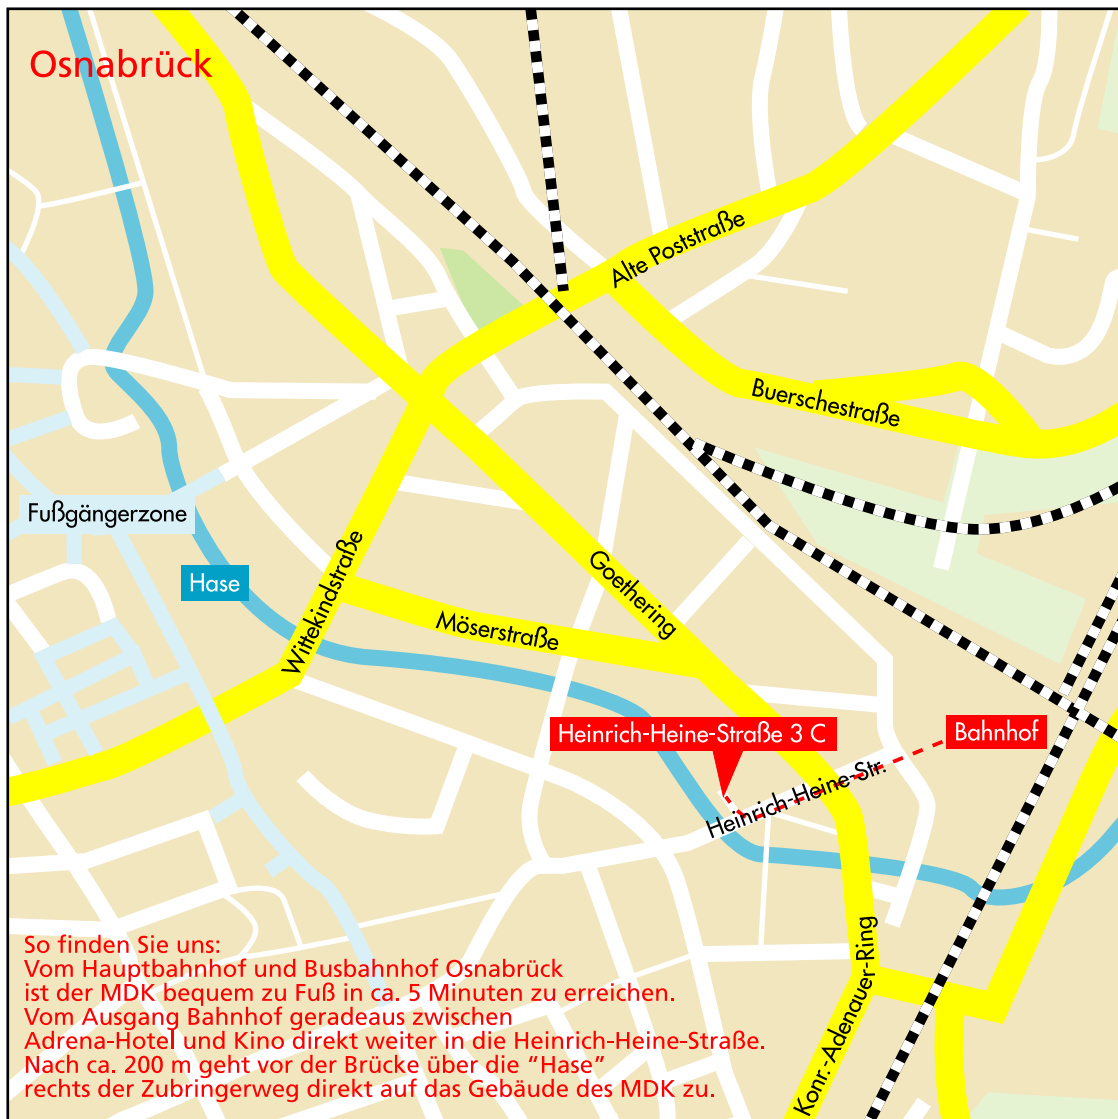 Osnabrück
Alte Poststraße
Buerschestraße
Fußgängerzone
Hase
Wittekindstraße
Goethering
Möserstraße
Heinrich-Heine-Straße 3 C
Bahnhof
Heinrich-Heine-Str.
Konr.-Adenauer-Ring
So finden Sie uns:
Vom Hauptbahnhof und Busbahnhof Osnabrück
ist der MDK bequem zu Fuß in ca. 5 Minuten zu erreichen.
Vom Ausgang Bahnhof geradeaus zwischen
Adrena-Hotel und Kino direkt weiter in die Heinrich-Heine-Straße.
Nach ca. 200 m geht vor der Brücke über die “Hase”
rechts der Zubringerweg direkt auf das Gebäude des MDK zu.